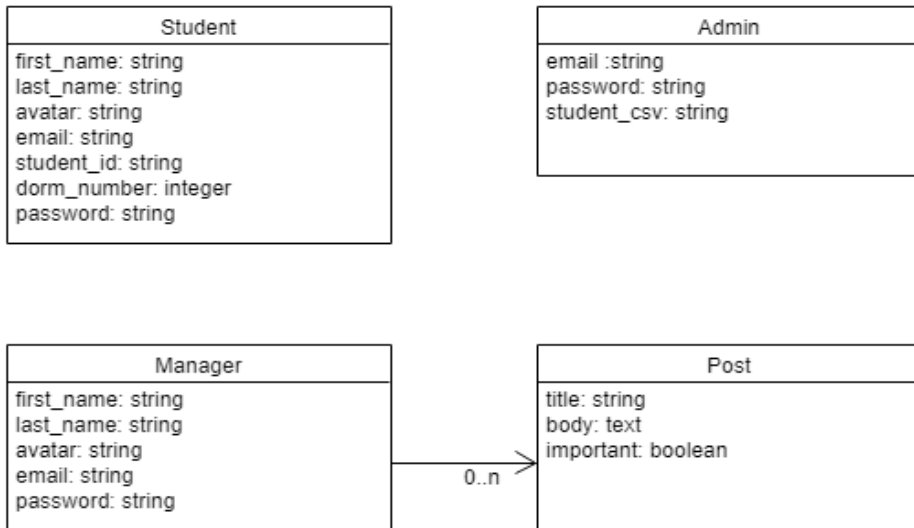 Student
first_name: string
last_name: string
avatar: string
email: string
student_id: string
dorm_number: integer
password: string
Admin
email :string
password: string
student_csv: string
Manager
first_name: string
last_name: string
avatar: string
email: string
password: string
0..n
Post
title: string
body: text
important: boolean